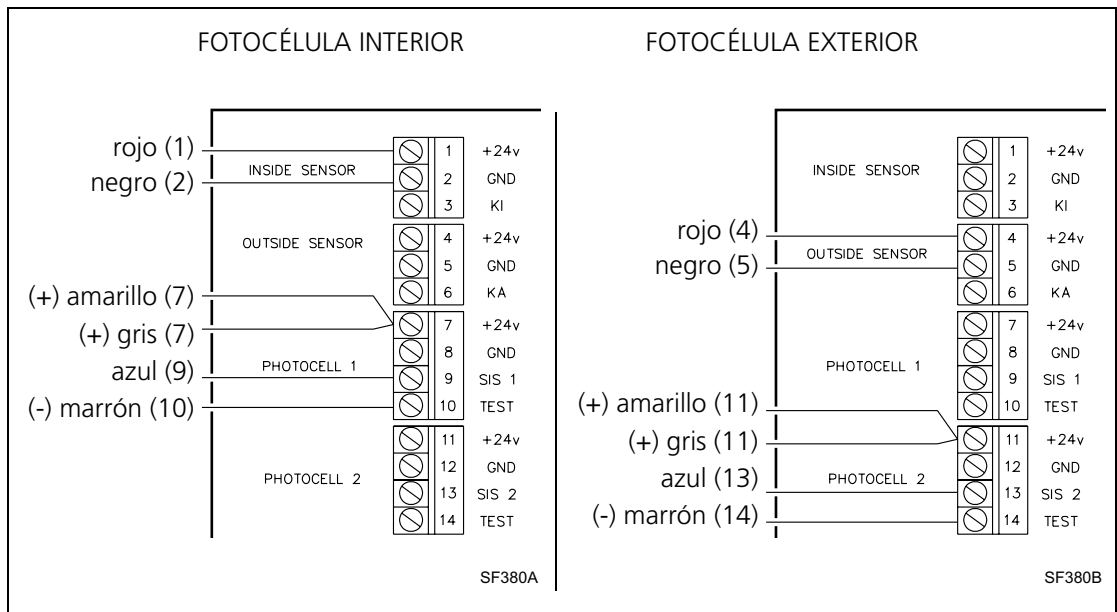 FOTOCÉLULA INTERIOR
rojo (1)
negro (2)
INSIDE SENSOR
1 +24v
2 GND
3 KI
OUTSIDE SENSOR
4 +24v
5 GND
6 KA
(+) amarillo (7)
(+) gris (7)
azul (9)
(-) marrón (10)
PHOTOCELL 1
7 +24v
8 GND
9 SIS 1
10 TEST
PHOTOCELL 2
11 +24v
12 GND
13 SIS 2
14 TEST
SF380A
FOTOCÉLULA EXTERIOR
INSIDE SENSOR
1 +24v
2 GND
3 KI
rojo (4)
negro (5)
OUTSIDE SENSOR
4 +24v
5 GND
6 KA
PHOTOCELL 1
7 +24v
8 GND
9 SIS 1
10 TEST
(+) amarillo (11)
(+) gris (11)
azul (13)
(-) marrón (14)
PHOTOCELL 2
11 +24v
12 GND
13 SIS 2
14 TEST
SF380B